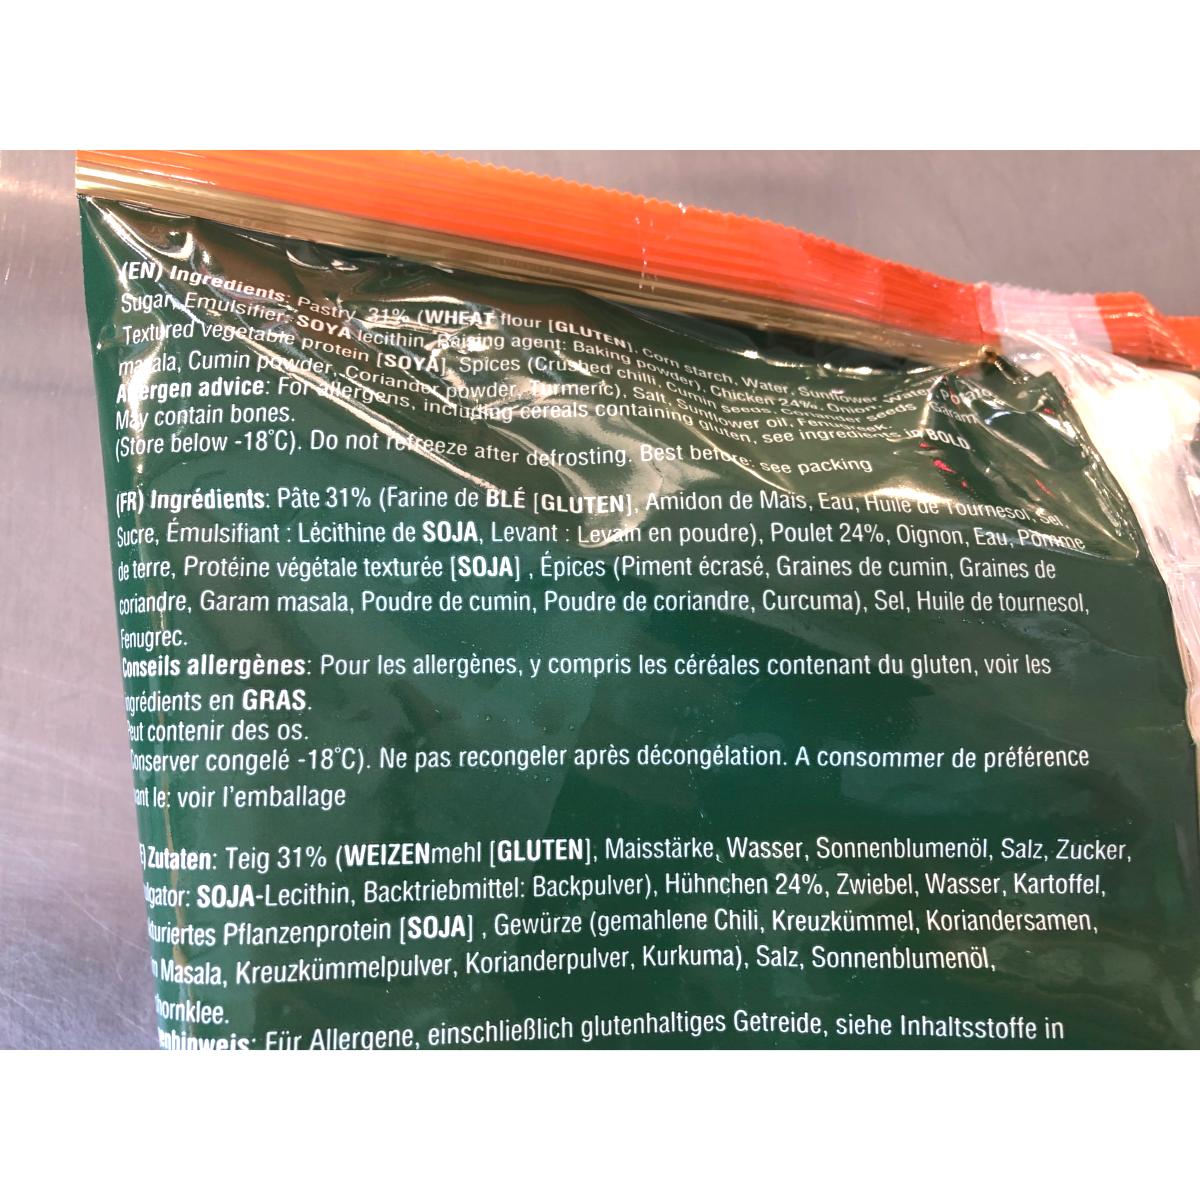 (EN) Ingredients: Pastry 31% (WHEAT flour [GLUTEN], Corn starch, Water, Sunflower
Sugar, Emulsifier: SOYA lecithin, Raising agent: Baking powder), Chicken 24%, Onion, Water, Potato,
Textured vegetable protein [SOYA], Spices (Crushed chilli, Cumin seeds, Coriander seeds, Garam
masala, Cumin powder, Coriander powder, Turmeric), Salt, Sunflower oil, Fenugreek.
Allergen advice: For allergens, including cereals containing gluten, see ingredients in BOLD
May contain bones.
(Store below -18°C). Do not refreeze after defrosting. Best before: see packing
(FR) Ingrédients: Pâte 31% (Farine de BLÉ [GLUTEN], Amidon de Maïs, Eau, Huile de Tournesol, Sel,
Sucre, Émulsifiant : Lécithine de SOJA, Levant : Levain en poudre), Poulet 24%, Oignon, Eau, Pomme
de terre, Protéine végétale texturée [SOJA] , Épices (Piment écrasé, Graines de cumin, Graines de
coriandre, Garam masala, Poudre de cumin, Poudre de coriandre, Curcuma), Sel, Huile de tournesol,
Fenugrec.
Conseils allergènes: Pour les allergènes, y compris les céréales contenant du gluten, voir les
ingrédients en GRAS.
Peut contenir des os.
Conserver congelé -18°C). Ne pas recongeler après décongélation. A consommer de préférence
ant le: voir l'emballage
Zutaten: Teig 31% (WEIZENmehl [GLUTEN], Maisstärke, Wasser, Sonnenblumenöl, Salz, Zucker,
lgator: SOJA-Lecithin, Backtriebmittel: Backpulver), Hühnchen 24%, Zwiebel, Wasser, Kartoffel,
turiertes Pflanzenprotein [SOJA] , Gewürze (gemahlene Chili, Kreuzkümmel, Koriandersamen,
Masala, Kreuzkümmelpulver, Korianderpulver, Kurkuma), Salz, Sonnenblumenöl,
hornklee.
enhinweis: Für Allergene, einschließlich glutenhaltiges Getreide, siehe Inhaltsstoffe in